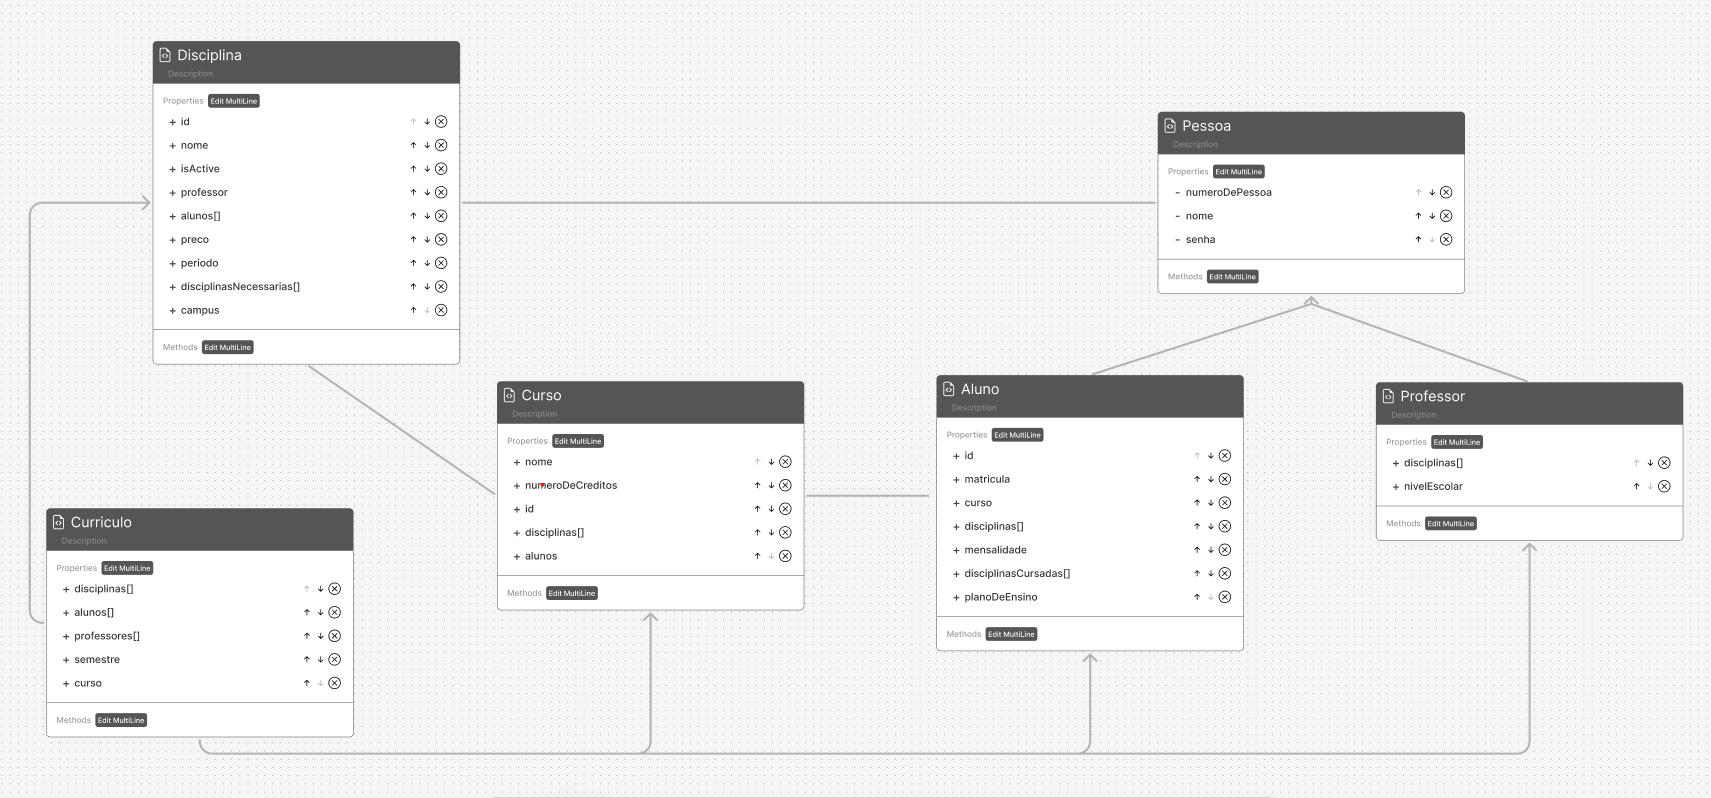 Disciplina
Description
Properties Edit MultiLine
+ id
+ nome
+ isActive
+ professor
+ alunos[]
+ preco
+ periodo
+ disciplinasNecessarias[]
+ campus
Methods Edit MultiLine
Pessoa
Description
Properties Edit MultiLine
- numeroDePessoa
- nome
- senha
Methods Edit MultiLine
Curso
Description
Properties Edit MultiLine
+ nome
+ numeroDeCreditos
+ id
+ disciplinas[]
+ alunos
Methods Edit MultiLine
Aluno
Description
Properties Edit MultiLine
+ id
+ matricula
+ curso
+ disciplinas[]
+ mensalidade
+ disciplinasCursadas[]
+ planoDeEnsino
Methods Edit MultiLine
Professor
Description
Properties Edit MultiLine
+ disciplinas[]
+ nivelEscolar
Methods Edit MultiLine
Curriculo
Description
Properties Edit MultiLine
+ disciplinas[]
+ alunos[]
+ professores[]
+ semestre
+ curso
Methods Edit MultiLine